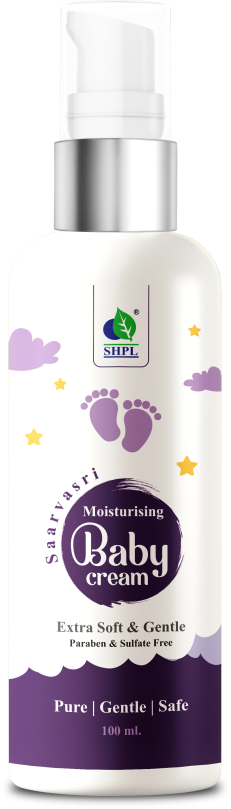 ®
SHPL
Saarvasri
Moisturising
Baby
cream
Extra Soft & Gentle
Paraben & Sulfate Free
Pure | Gentle | Safe
100 ml.